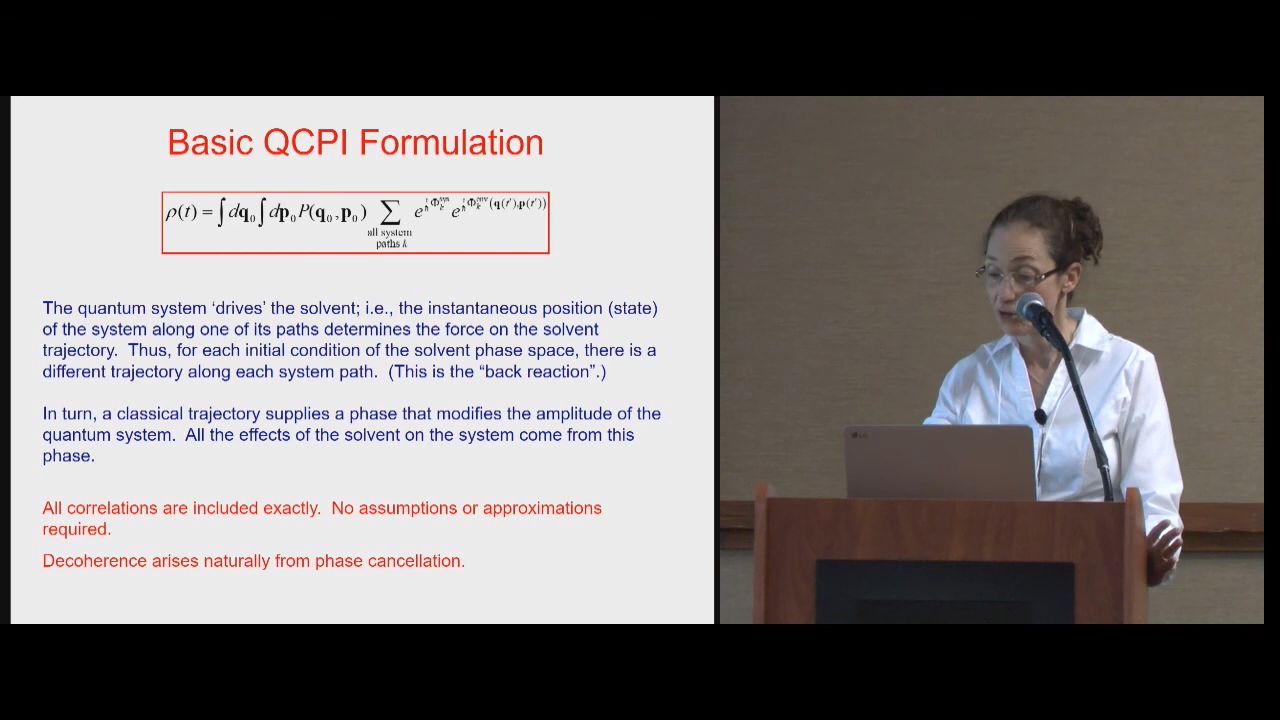 Basic QCPI Formulation
ρ(t) = ∫dq₀∫dp₀P(q₀,p₀) ∑ e^{(i/ħ)Φ_k^{sys}} e^{(i/ħ)Φ_k^{env}(q(t'),p(t'))}
all system
paths k
The quantum system ‘drives’ the solvent; i.e., the instantaneous position (state)
of the system along one of its paths determines the force on the solvent
trajectory. Thus, for each initial condition of the solvent phase space, there is a
different trajectory along each system path. (This is the “back reaction”.)
In turn, a classical trajectory supplies a phase that modifies the amplitude of the
quantum system. All the effects of the solvent on the system come from this
phase.
All correlations are included exactly. No assumptions or approximations
required.
Decoherence arises naturally from phase cancellation.
LG